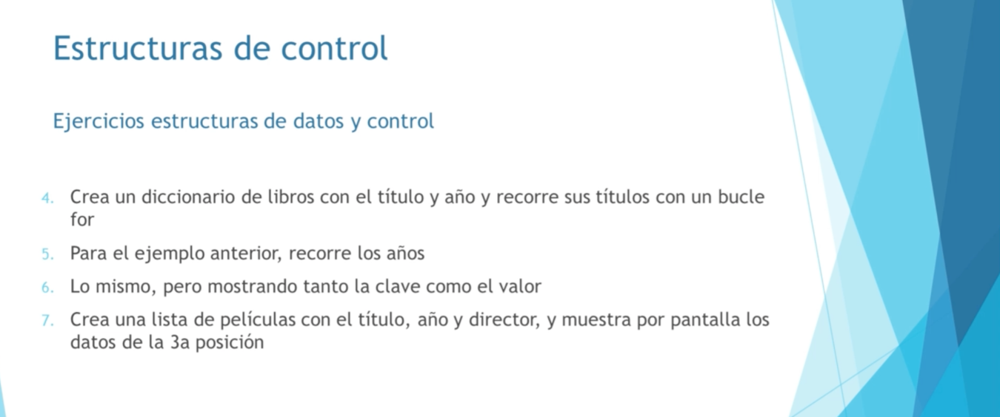 Estructuras de control
Ejercicios estructuras de datos y control
4. Crea un diccionario de libros con el título y año y recorre sus títulos con un bucle
for
5. Para el ejemplo anterior, recorre los años
6. Lo mismo, pero mostrando tanto la clave como el valor
7. Crea una lista de películas con el título, año y director, y muestra por pantalla los
datos de la 3a posición